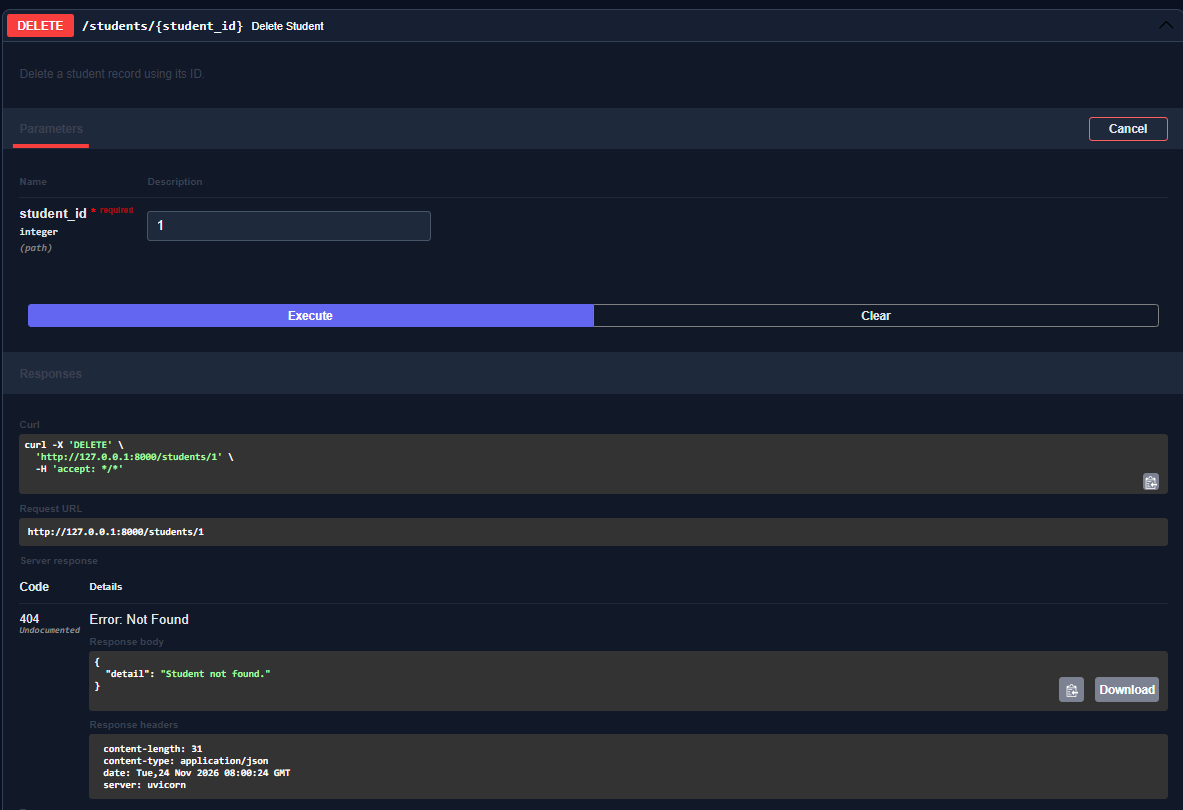 DELETE /students/{student_id} Delete Student
Delete a student record using its ID.
Parameters
Cancel
Name Description
student_id * required
integer
(path)
1
Execute Clear
Responses
Curl
curl -X 'DELETE' \
'http://127.0.0.1:8000/students/1' \
-H 'accept: */*'
Request URL
http://127.0.0.1:8000/students/1
Server response
Code Details
404
Undocumented
Error: Not Found
Response body
{
"detail": "Student not found."
}
Download
Response headers
content-length: 31
content-type: application/json
date: Tue,24 Nov 2026 08:00:24 GMT
server: uvicorn